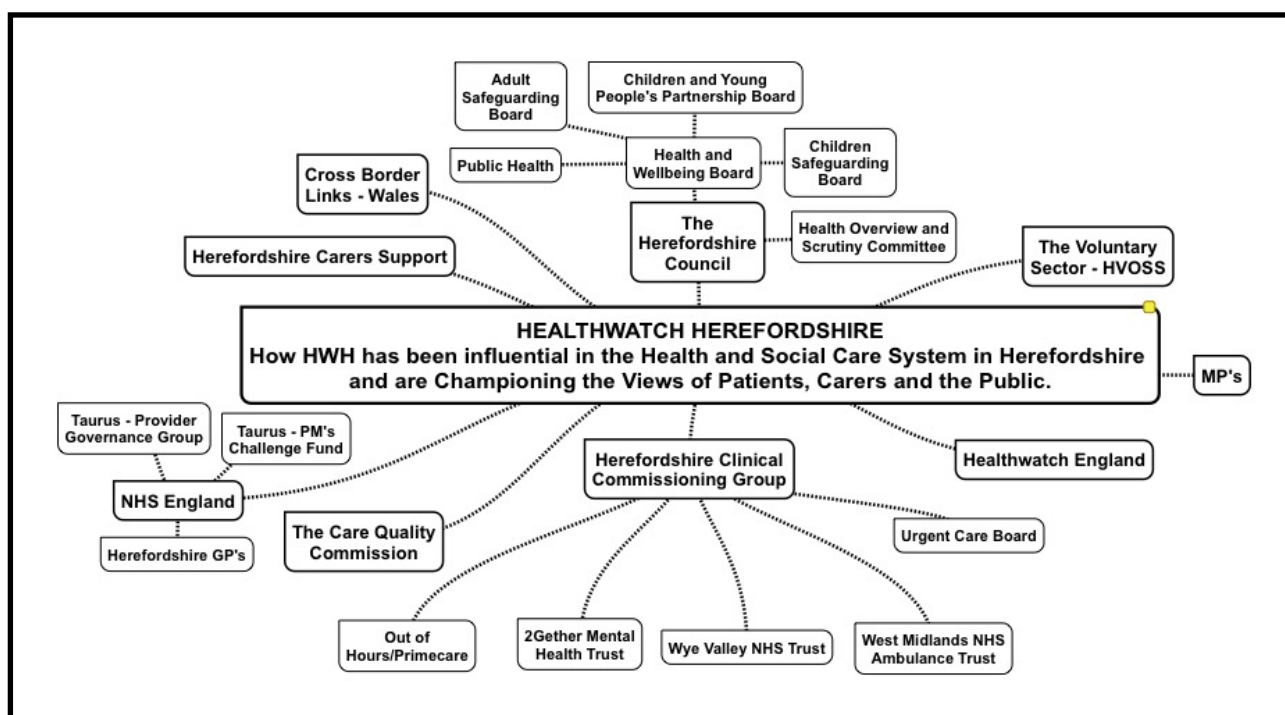 Adult
Safeguarding
Board
Children and Young
People's Partnership Board
Public Health
Health and
Wellbeing Board
Children
Safeguarding
Board
Cross Border
Links - Wales
The
Herefordshire
Council
Health Overview and
Scrutiny Committee
Herefordshire Carers Support
The Voluntary
Sector - HVOSS
HEALTHWATCH HEREFORDSHIRE
How HWH has been influential in the Health and Social Care System in Herefordshire
and are Championing the Views of Patients, Carers and the Public.
MP's
Taurus - Provider
Governance Group
Taurus - PM's
Challenge Fund
NHS England
Herefordshire GP's
The Care Quality
Commission
Herefordshire Clinical
Commissioning Group
Healthwatch England
Urgent Care Board
Out of
Hours/Primecare
2Gether Mental
Health Trust
Wye Valley NHS Trust
West Midlands NHS
Ambulance Trust